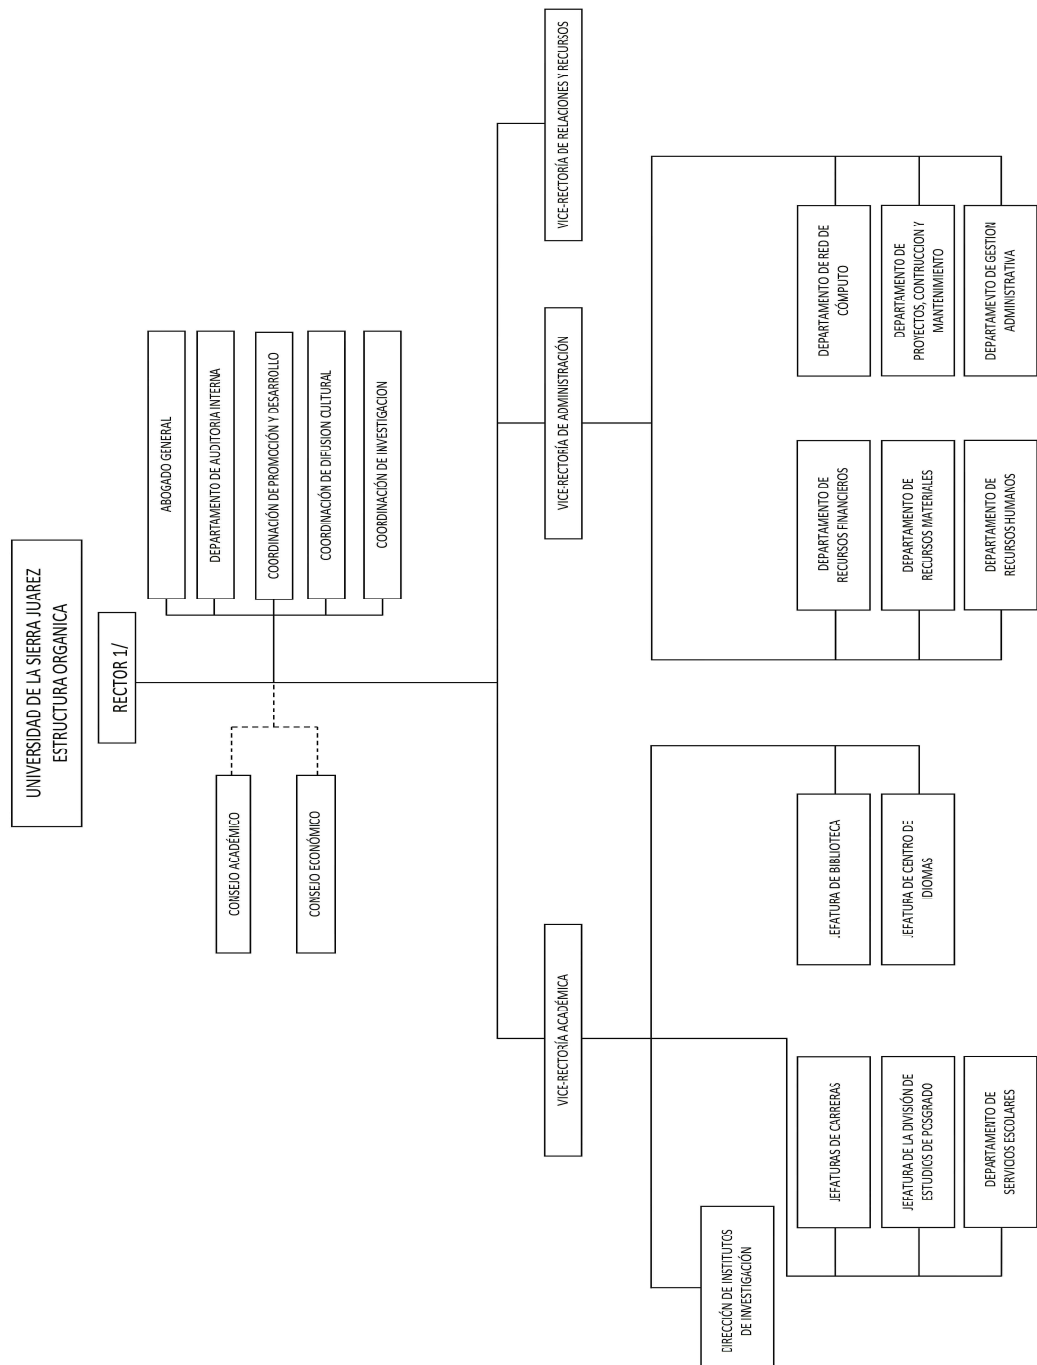 UNIVERSIDAD DE LA SIERRA JUAREZ
ESTRUCTURA ORGANICA
RECTOR 1/
ABOGADO GENERAL
DEPARTAMENTO DE AUDITORIA INTERNA
COORDINACIÓN DE PROMOCIÓN Y DESARROLLO
COORDINACIÓN DE DIFUSION CULTURAL
COORDINACIÓN DE INVESTIGACION
CONSEJO ACADÉMICO
CONSEJO ECONÓMICO
VICE-RECTORÍA ACADÉMICA
VICE-RECTORÍA DE ADMINISTRACIÓN
VICE-RECTORÍA DE RELACIONES Y RECURSOS
DIRECCIÓN DE INSTITUTOS
DE INVESTIGACIÓN
JEFATURAS DE CARRERAS
JEFATURA DE LA DIVISIÓN DE
ESTUDIOS DE POSGRADO
DEPARTAMENTO DE
SERVICIOS ESCOLARES
JEFATURA DE BIBLIOTECA
JEFATURA DE CENTRO DE
IDIOMAS
DEPARTAMENTO DE
RECURSOS FINANCIEROS
DEPARTAMENTO DE
RECURSOS MATERIALES
DEPARTAMENTO DE
RECURSOS HUMANOS
DEPARTAMENTO DE RED DE
CÓMPUTO
DEPARTAMENTO DE
PROYECTOS, CONTRUCCION Y
MANTENIMIENTO
DEPARTAMENTO DE GESTION
ADMINISTRATIVA